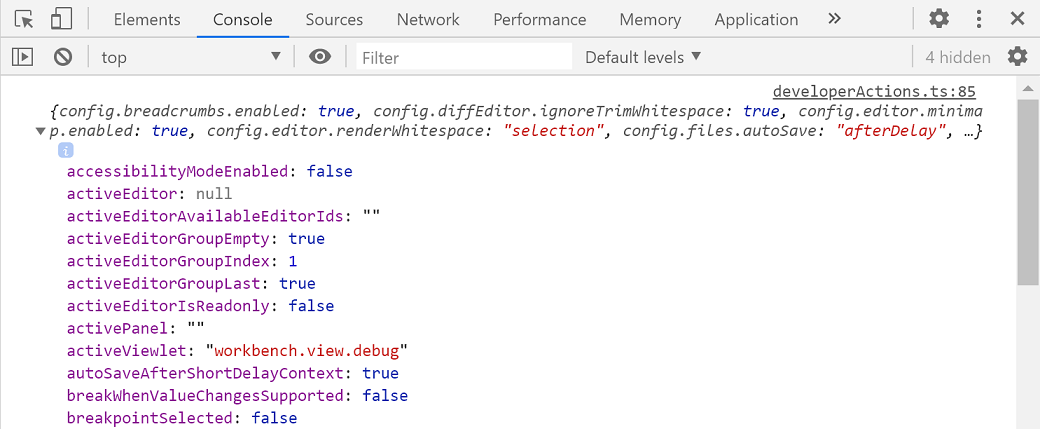 Elements Console Sources Network Performance Memory Application »
top Filter Default levels 4 hidden
developerActions.ts:85
{config.breadcrumbs.enabled: true, config.diffEditor.ignoreTrimWhitespace: true, config.editor.minima
p.enabled: true, config.editor.renderWhitespace: "selection", config.files.autoSave: "afterDelay", …}
i
accessibilityModeEnabled: false
activeEditor: null
activeEditorAvailableEditorIds: ""
activeEditorGroupEmpty: true
activeEditorGroupIndex: 1
activeEditorGroupLast: true
activeEditorIsReadonly: false
activePanel: ""
activeViewlet: "workbench.view.debug"
autoSaveAfterShortDelayContext: true
breakWhenValueChangesSupported: false
breakpointSelected: false